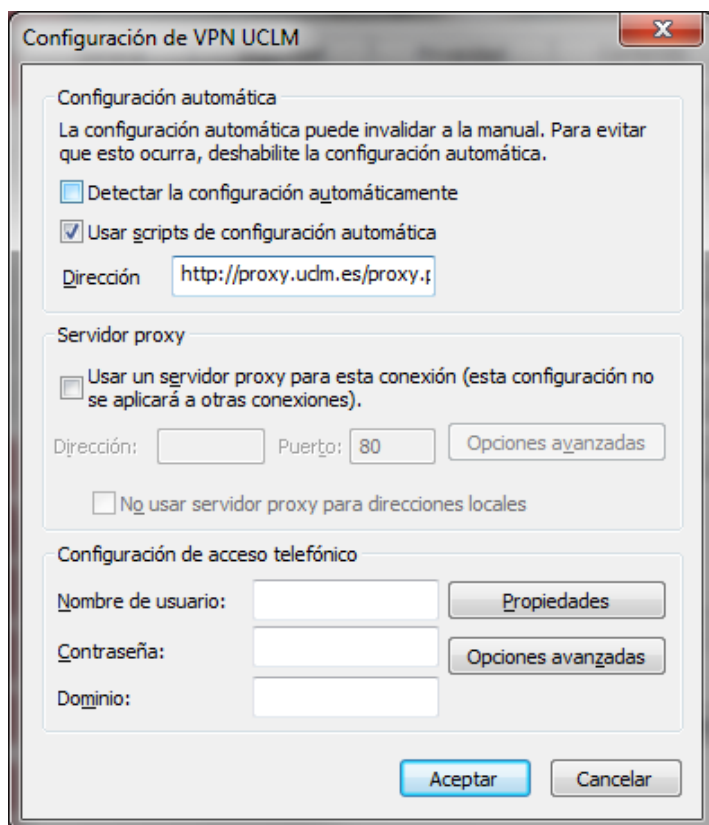 Configuración de VPN UCLM
Configuración automática
La configuración automática puede invalidar a la manual. Para evitar
que esto ocurra, deshabilite la configuración automática.
Detectar la configuración automáticamente
Usar scripts de configuración automática
Dirección http://proxy.uclm.es/proxy.p
Servidor proxy
Usar un servidor proxy para esta conexión (esta configuración no
se aplicará a otras conexiones).
Dirección: Puerto: 80 Opciones avanzadas
No usar servidor proxy para direcciones locales
Configuración de acceso telefónico
Nombre de usuario: Propiedades
Contraseña: Opciones avanzadas
Dominio:
Aceptar Cancelar